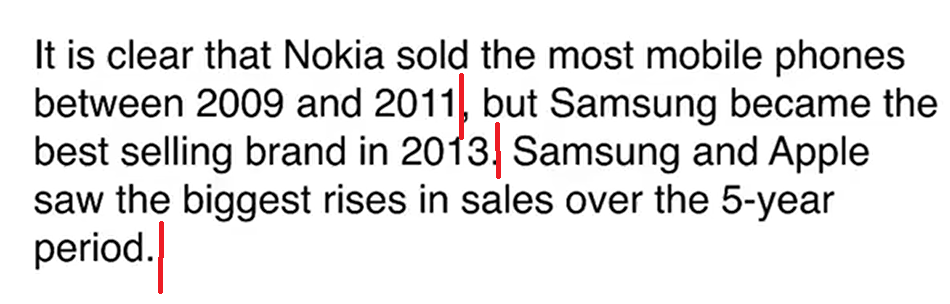 It is clear that Nokia sold the most mobile phones
between 2009 and 2011, but Samsung became the
best selling brand in 2013. Samsung and Apple
saw the biggest rises in sales over the 5-year
period.